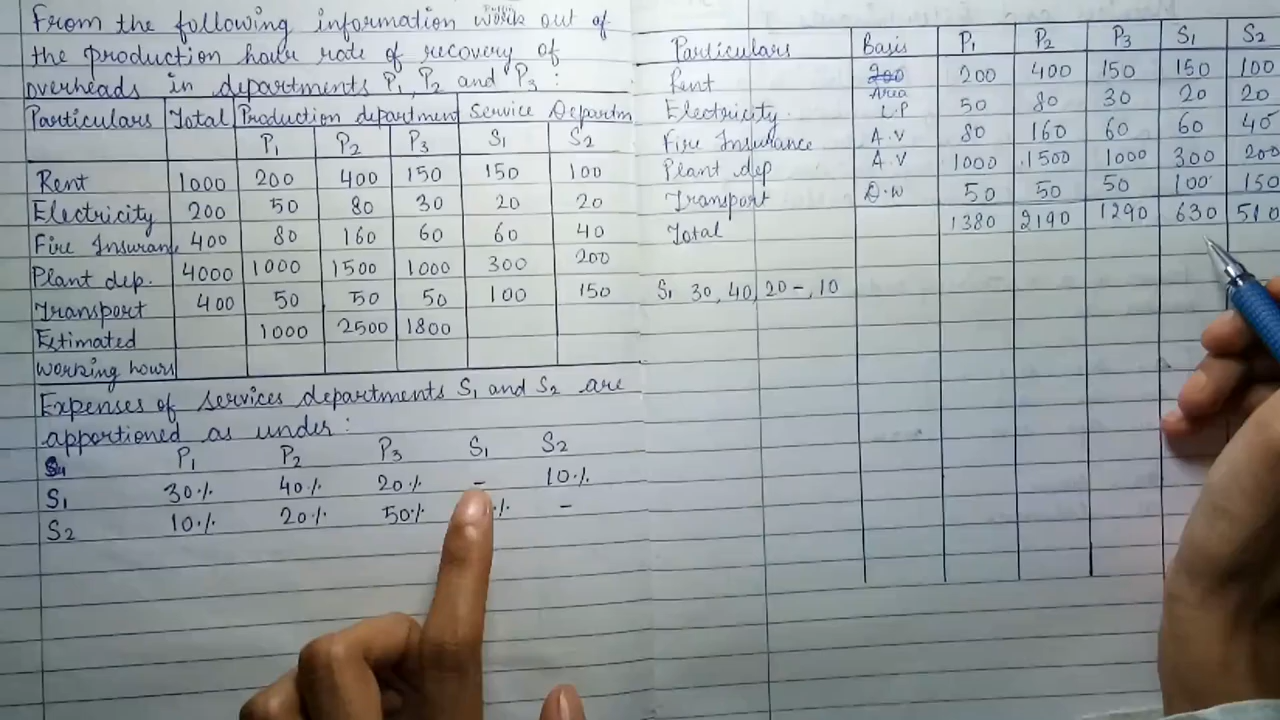 From the following information work out of
the production hour rate of recovery of
overheads in departments P1, P2 and P3 :
Particulars Total Production department Service Departm
P1 P2 P3 S1 S2
Rent 1000 200 400 150 150 100
Electricity 200 50 80 30 20 20
Fire Insurance 400 80 160 60 60 40
Plant dep. 4000 1000 1500 1000 300 200
Transport 400 50 50 50 100 150
Estimated 1000 2500 1800
working hours
Expenses of services departments S1 and S2 are
apportioned as under :
P1 P2 P3 S1 S2
S1 30% 40% 20% - 10%
S2 10% 20% 50% % -
Particulars Basis P1 P2 P3 S1 S2
Rent Area 200 400 150 150 100
Electricity L.P 50 80 30 20 20
Fire Insurance A.V 80 160 60 60 40
Plant dep A.V 1000 1500 1000 300 200
Transport D.W 50 50 50 100 150
Total 1380 2190 1290 630 510
S1 30, 40, 20 -, 10